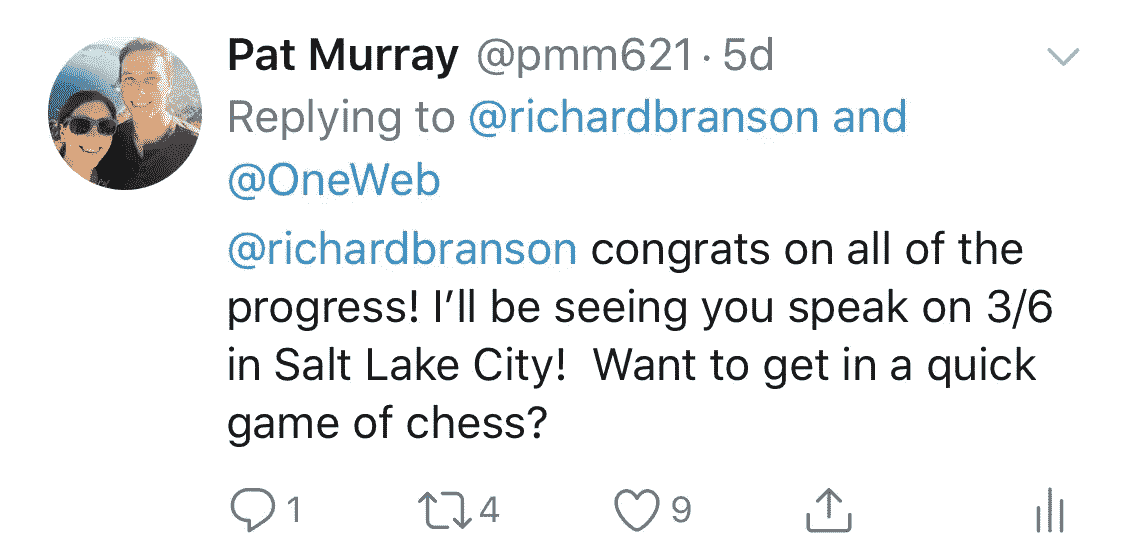 Pat Murray @pmm621 · 5d
Replying to @richardbranson and
@OneWeb
@richardbranson congrats on all of the
progress! I’ll be seeing you speak on 3/6
in Salt Lake City!  Want to get in a quick
game of chess?
1 4 9